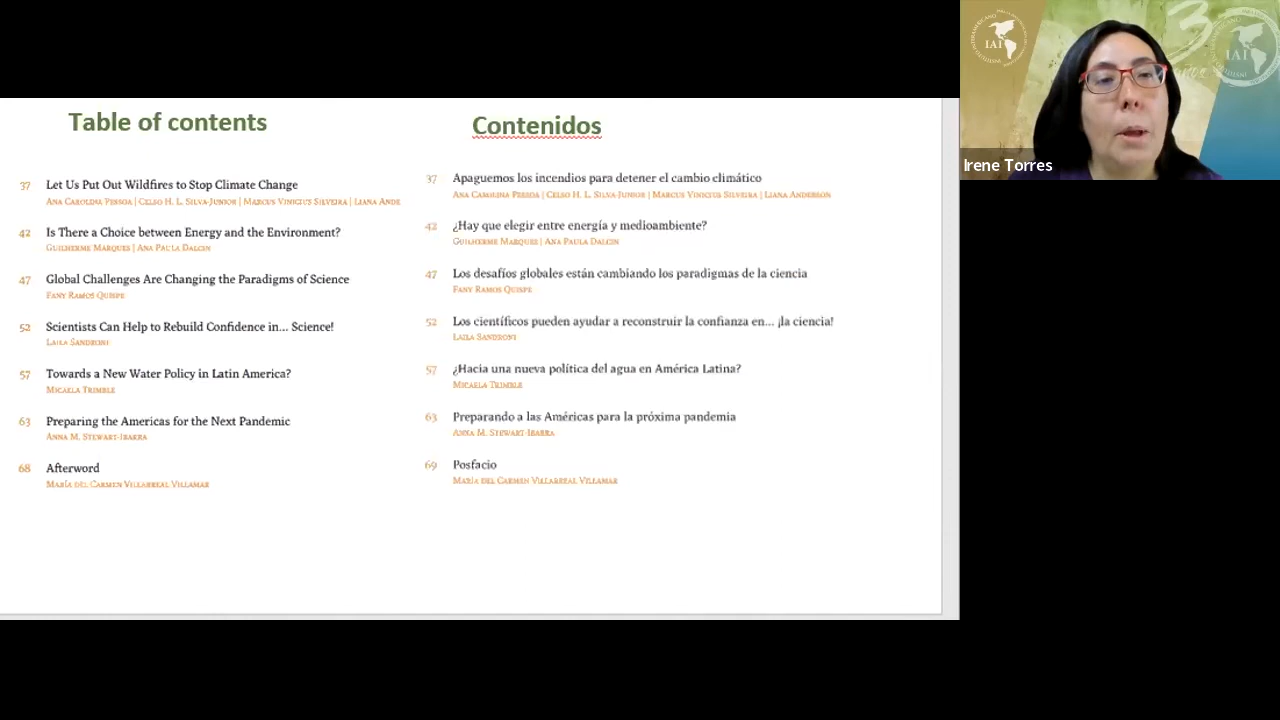 Table of contents
37 Let Us Put Out Wildfires to Stop Climate Change
ANA CAROLINA PESSOA | CELSO H. L. SILVA-JUNIOR | MARCUS VINICIUS SILVEIRA | LIANA ANDE
42 Is There a Choice between Energy and the Environment?
GUILHERME MARQUES | ANA PAULA DALCIN
47 Global Challenges Are Changing the Paradigms of Science
FANY RAMOS QUISPE
52 Scientists Can Help to Rebuild Confidence in... Science!
LAILA SANDRONI
57 Towards a New Water Policy in Latin America?
MICAELA TRIMBLE
63 Preparing the Americas for the Next Pandemic
ANNA M. STEWART-IBARRA
68 Afterword
MARÍA DEL CARMEN VILLARREAL VILLAMAR
Contenidos
37 Apaguemos los incendios para detener el cambio climático
ANA CAROLINA PESSOA | CELSO H. L. SILVA-JUNIOR | MARCUS VINICIUS SILVEIRA | LIANA ANDERSON
42 ¿Hay que elegir entre energía y medioambiente?
GUILHERME MARQUES | ANA PAULA DALCIN
47 Los desafíos globales están cambiando los paradigmas de la ciencia
FANY RAMOS QUISPE
52 Los científicos pueden ayudar a reconstruir la confianza en... ¡la ciencia!
LAILA SANDRONI
57 ¿Hacia una nueva política del agua en América Latina?
MICAELA TRIMBLE
63 Preparando a las Américas para la próxima pandemia
ANNA M. STEWART-IBARRA
69 Posfacio
MARÍA DEL CARMEN VILLARREAL VILLAMAR
IAI
3
años
Irene Torres